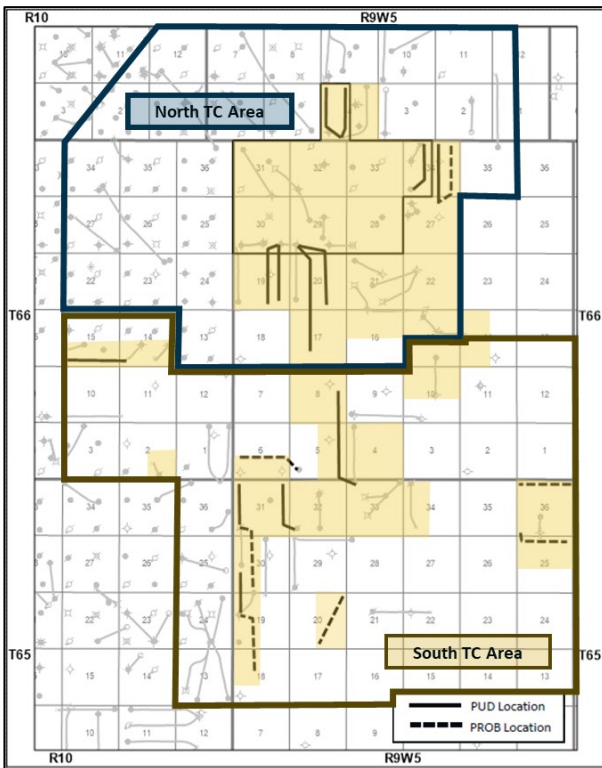 R10 R9W5
10 11 12 7 8 9 10 11
3 2 3 2
North TC Area
34 35 36 31 32 33 34 35 36
27 26 25 30 29 28 27 26 25
22 23 24 19 20 21 22 23 24
T66 15 18 17 16 15 T66
10 11 12 7 8 9 10 11 12
3 2 1 6 5 4 3 2 1
34 35 36 31 32 33 34 35 36
27 26 25 30 29 28 27 26 25
22 23 24 19 20 21 22 24
South TC Area
T65 15 14 13 18 17 16 13 T65
PUD Location
PROB Location
12 7 8
R10 R9W5